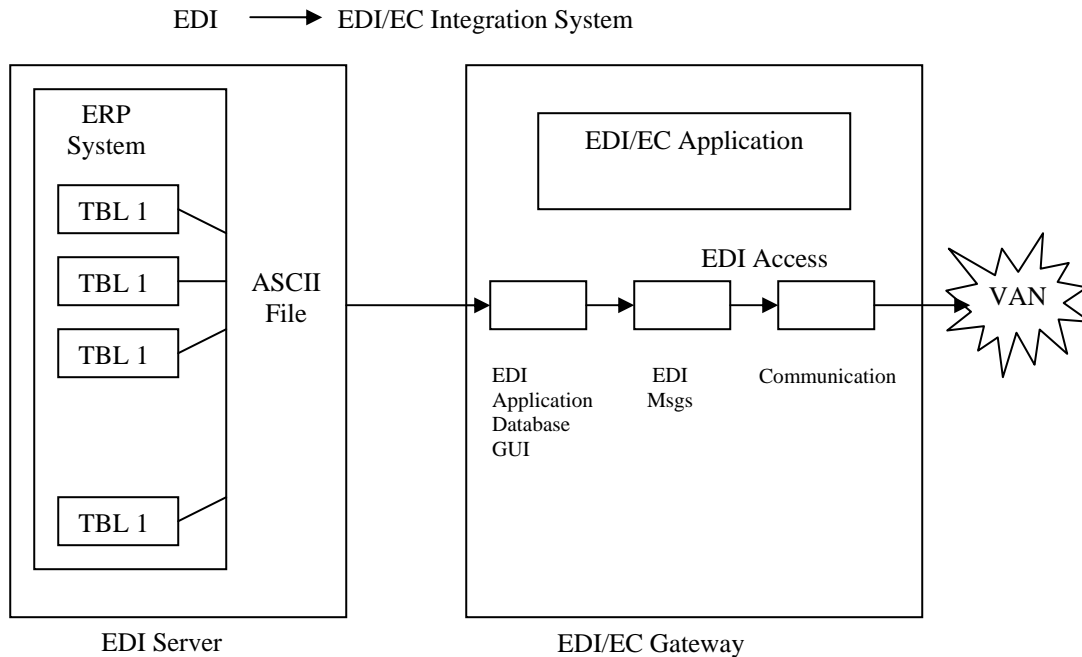 EDI EDI/EC Integration System
ERP
System
TBL 1
TBL 1
TBL 1
TBL 1
ASCII
File
EDI Server
EDI/EC Application
EDI Access
EDI
Application
Database
GUI
EDI
Msgs
Communication
EDI/EC Gateway
VAN